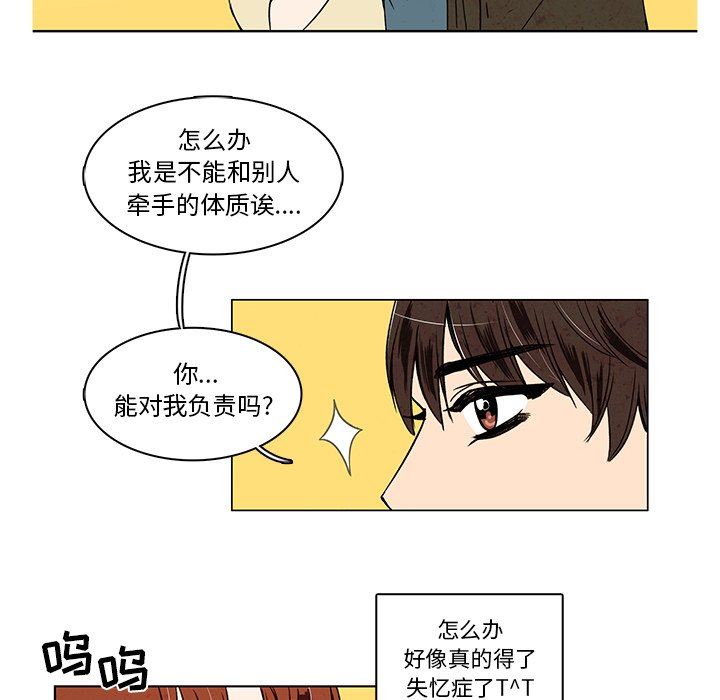 怎么办
我是不能和别人
牵手的体质诶....
你...
能对我负责吗?
呜呜
怎么办
好像真的得了
失忆症了T^T